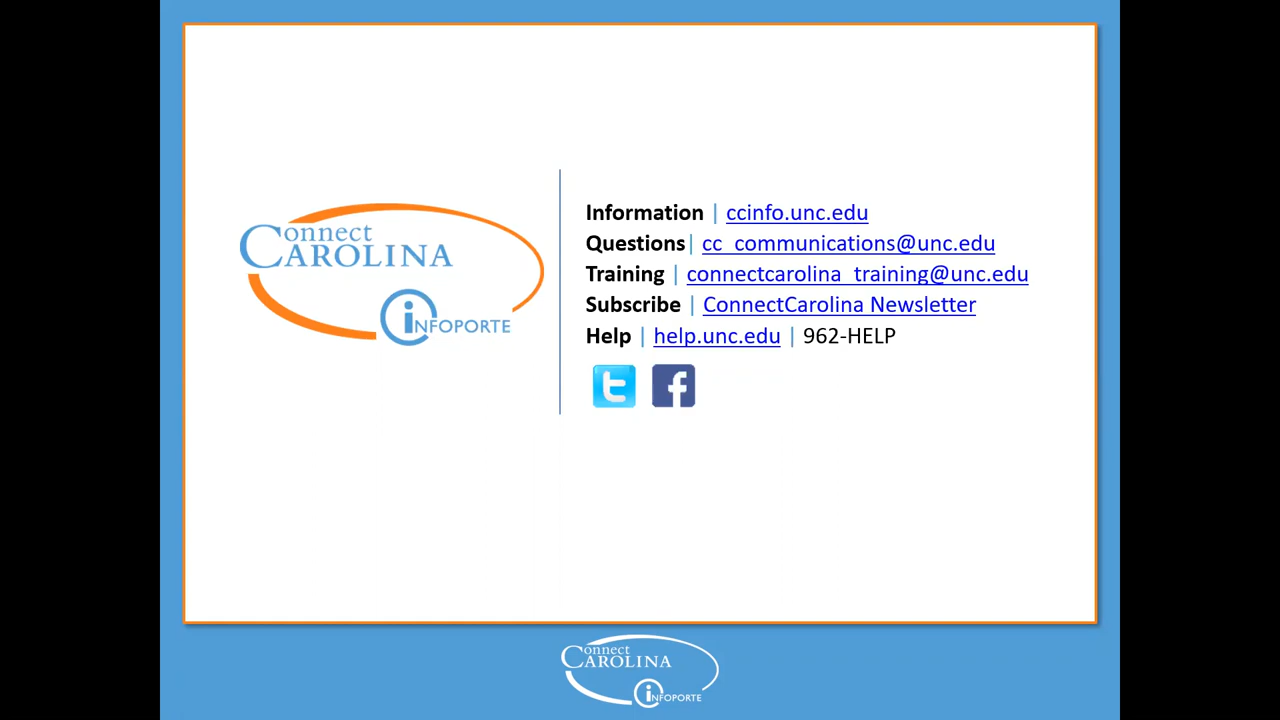 Connect
CAROLINA
INFOPORTE
Information | ccinfo.unc.edu
Questions| cc_communications@unc.edu
Training | connectcarolina_training@unc.edu
Subscribe | ConnectCarolina Newsletter
Help | help.unc.edu | 962-HELP
Connect
CAROLINA
INFOPORTE